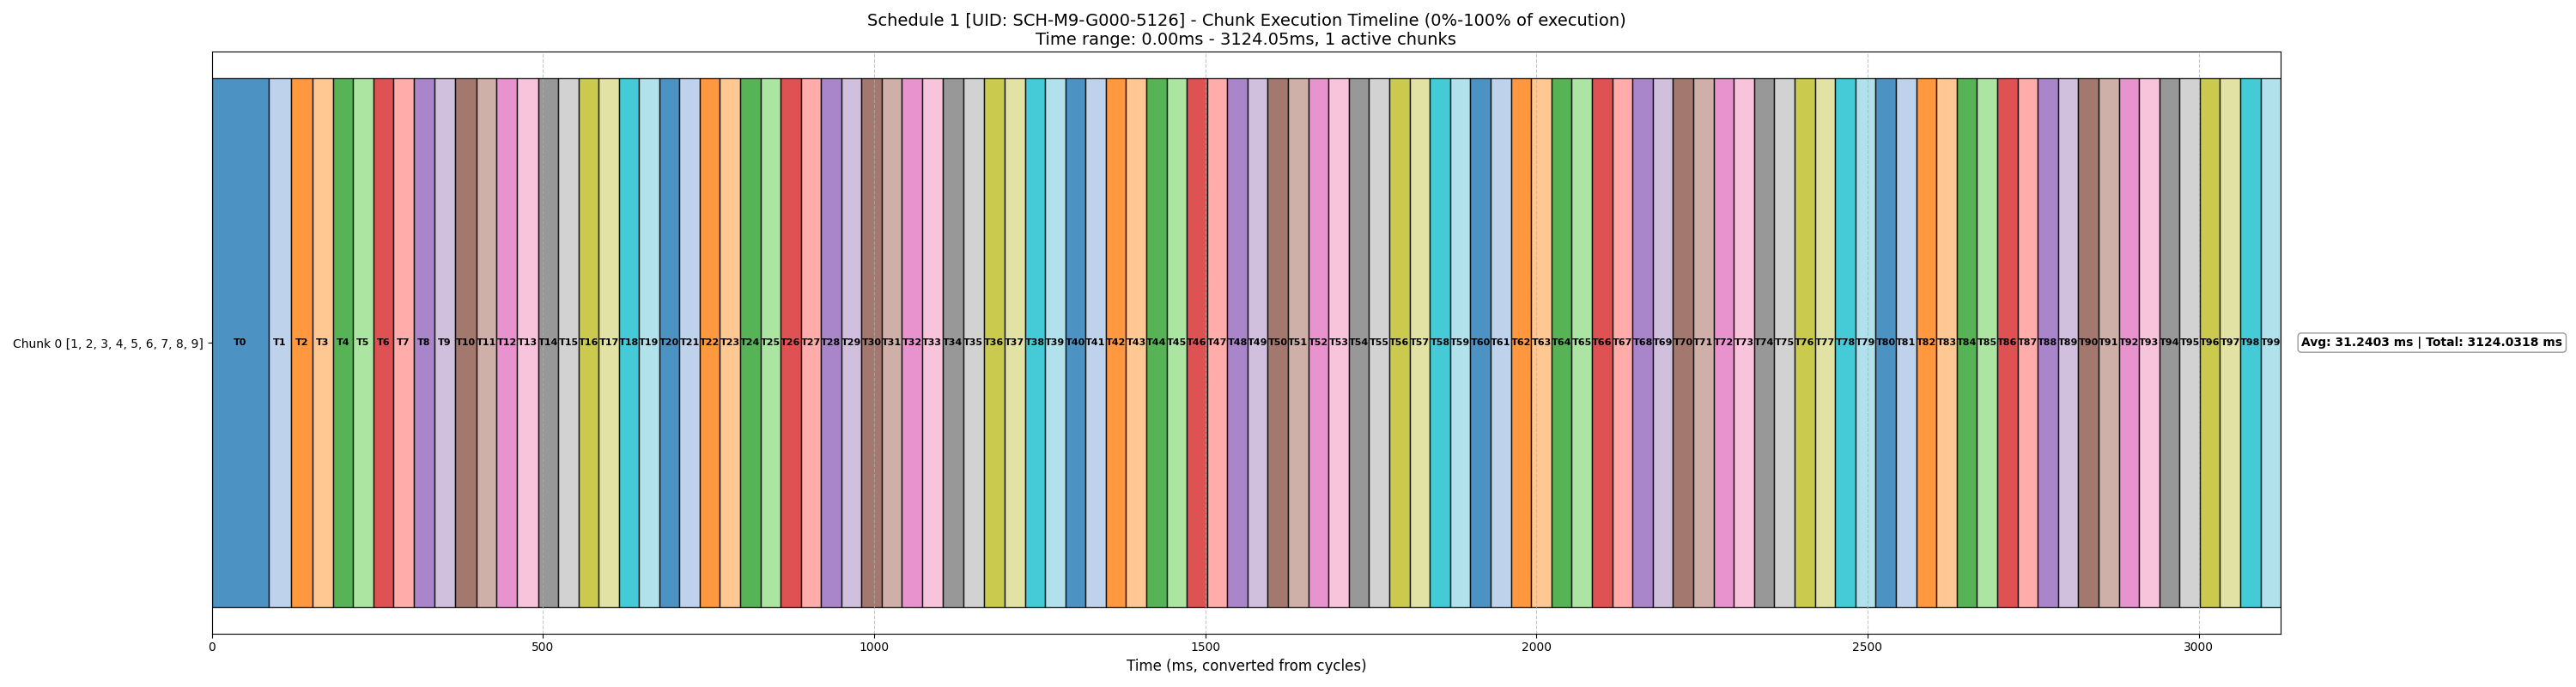 Schedule 1 [UID: SCH-M9-G000-5126] - Chunk Execution Timeline (0%-100% of execution)
Time range: 0.00ms - 3124.05ms, 1 active chunks
Chunk 0 [1, 2, 3, 4, 5, 6, 7, 8, 9]
T0 T1 T2 T3 T4 T5 T6 T7 T8 T9 T10 T11 T12 T13 T14 T15 T16 T17 T18 T19 T20 T21 T22 T23 T24 T25 T26 T27 T28 T29 T30 T31 T32 T33 T34 T35 T36 T37 T38 T39 T40 T41 T42 T43 T44 T45 T46 T47 T48 T49 T50 T51 T52 T53 T54 T55 T56 T57 T58 T59 T60 T61 T62 T63 T64 T65 T66 T67 T68 T69 T70 T71 T72 T73 T74 T75 T76 T77 T78 T79 T80 T81 T82 T83 T84 T85 T86 T87 T88 T89 T90 T91 T92 T93 T94 T95 T96 T97 T98 T99
Avg: 31.2403 ms | Total: 3124.0318 ms
0 500 1000 1500 2000 2500 3000
Time (ms, converted from cycles)